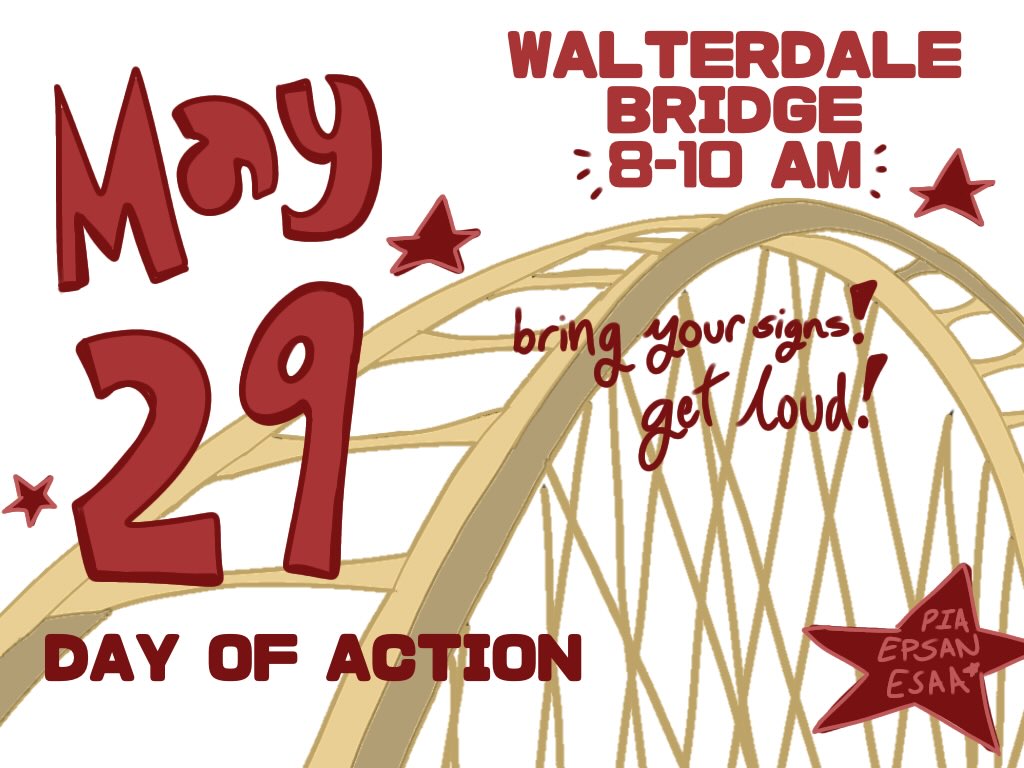 May
29
DAY OF ACTION
WALTERDALE
BRIDGE
8-10 AM
bring your signs!
get loud!
PIA
EPSAN
ESAA